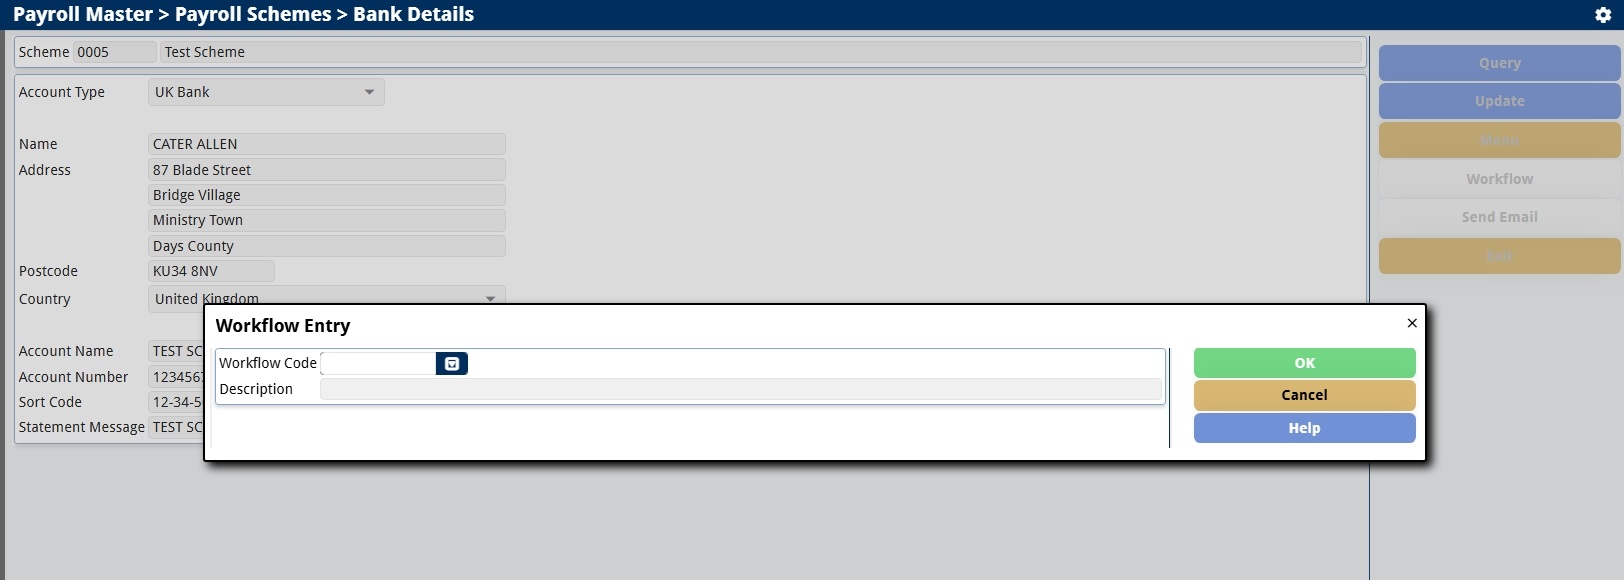 Payroll Master > Payroll Schemes > Bank Details
Scheme 0005 Test Scheme
Account Type UK Bank
Name CATER ALLEN
Address 87 Blade Street
Bridge Village
Ministry Town
Days County
Postcode KU34 8NV
Country United Kingdom
Account Name TEST SC
Account Number 1234567
Sort Code 12-34-5
Statement Message TEST SC
Query
Update
Menu
Workflow
Send Email
Exit
Workflow Entry
Workflow Code
Description
OK
Cancel
Help